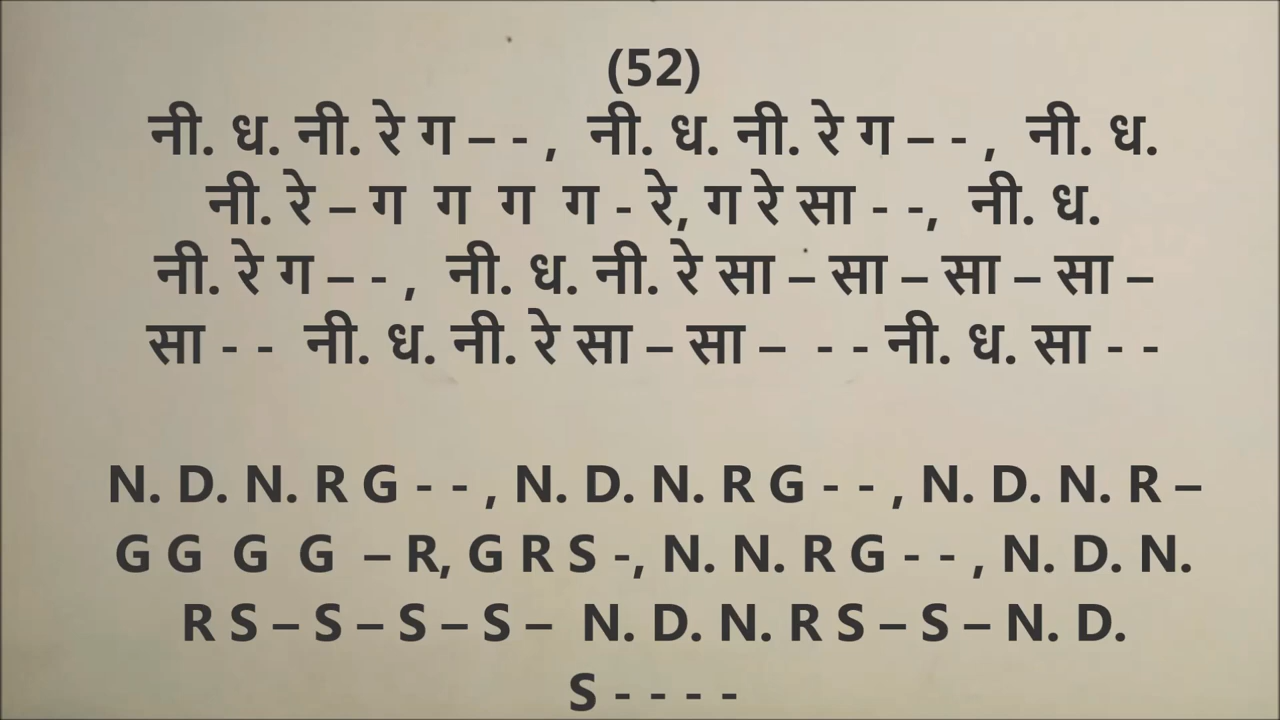 (52)
नी. ध. नी. रे ग – - , नी. ध. नी. रे ग – - , नी. ध.
नी. रे – ग ग ग ग - रे, ग रे सा - -, नी. ध.
नी. रे ग – - , नी. ध. नी. रे सा – सा – सा – सा –
सा - - नी. ध. नी. रे सा – सा – - - नी. ध. सा - -
N. D. N. R G - - , N. D. N. R G - - , N. D. N. R –
G G G G – R, G R S -, N. N. R G - - , N. D. N.
R S – S – S – S – N. D. N. R S – S – N. D.
S - - - -